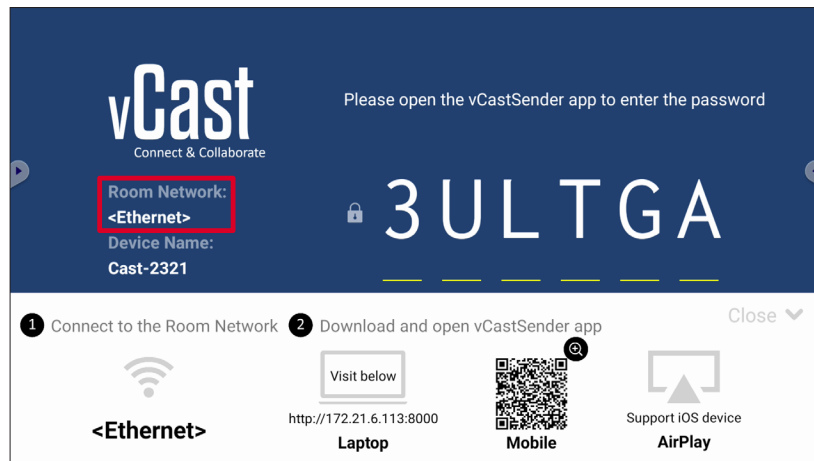 vCast
Connect & Collaborate
Please open the vCastSender app to enter the password
Room Network:
<Ethernet>
Device Name:
Cast-2321
3ULTGA
1 Connect to the Room Network
2 Download and open vCastSender app
Close
<Ethernet>
Visit below
http://172.21.6.113:8000
Laptop
Mobile
Support iOS device
AirPlay